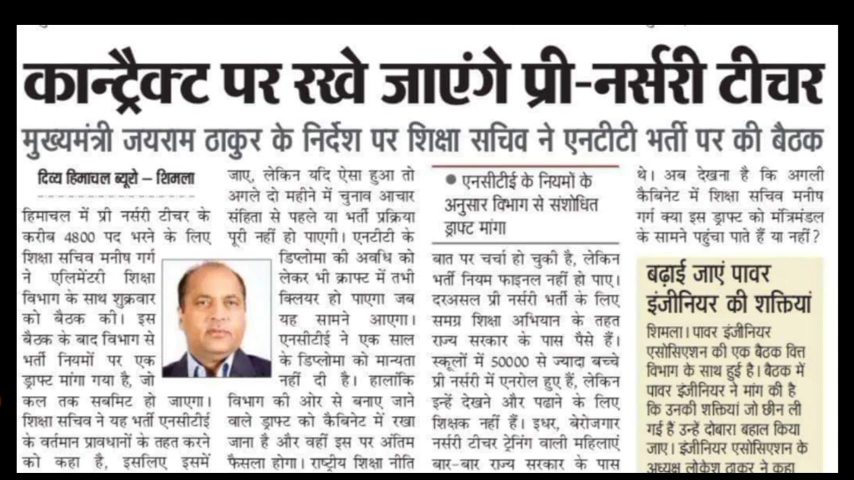 कान्ट्रैक्ट पर रखे जाएंगे प्री-नर्सरी टीचर
मुख्यमंत्री जयराम ठाकुर के निर्देश पर शिक्षा सचिव ने एनटीटी भर्ती पर की बैठक
दिव्य हिमाचल ब्यूरो – शिमला
हिमाचल में प्री नर्सरी टीचर के
करीब 4800 पद भरने के लिए
शिक्षा सचिव मनीष गर्ग
ने एलिमेंटरी शिक्षा
विभाग के साथ शुक्रवार
को बैठक की। इस
बैठक के बाद विभाग से
भर्ती नियमों पर एक
ड्राफ्ट मांगा गया है, जो
कल तक सबमिट हो जाएगा।
शिक्षा सचिव ने यह भर्ती एनसीटीई
के वर्तमान प्रावधानों के तहत करने
को कहा है, इसलिए इसमें
जाए, लेकिन यदि ऐसा हुआ तो
अगले दो महीने में चुनाव आचार
संहिता से पहले या भर्ती प्रक्रिया
पूरी नहीं हो पाएगी। एनटीटी के
डिप्लोमा की अवधि को
लेकर भी क्राफ्ट में तभी
क्लियर हो पाएगा जब
यह सामने आएगा।
एनसीटीई ने एक साल
के डिप्लोमा को मान्यता
नहीं दी है। हालांकि
विभाग की ओर से बनाए जाने
वाले ड्राफ्ट को कैबिनेट में रखा
जाना है और वहीं इस पर अंतिम
फैसला होगा। राष्ट्रीय शिक्षा नीति
● एनसीटीई के नियमों के
अनुसार विभाग से संशोधित
ड्राफ्ट मांगा
बात पर चर्चा हो चुकी है, लेकिन
भर्ती नियम फाइनल नहीं हो पाए।
दरअसल प्री नर्सरी भर्ती के लिए
समग्र शिक्षा अभियान के तहत
राज्य सरकार के पास पैसे हैं।
स्कूलों में 50000 से ज्यादा बच्चे
प्री नर्सरी में एनरोल हुए हैं, लेकिन
इन्हें देखने और पढाने के लिए
शिक्षक नहीं हैं। इधर, बेरोजगार
नर्सरी टीचर ट्रेनिंग वाली महिलाएं
बार-बार राज्य सरकार के पास
थे। अब देखना है कि अगली
कैबिनेट में शिक्षा सचिव मनीष
गर्ग क्या इस ड्राफ्ट को मंत्रिमंडल
के सामने पहुंचा पाते हैं या नहीं?
बढ़ाई जाएं पावर
इंजीनियर की शक्तियां
शिमला। पावर इंजीनियर
एसोसिएशन की एक बैठक वित्त
विभाग के साथ हुई है। बैठक में
पावर इंजीनियर ने मांग की है
कि उनकी शक्तियां जो छीन ली
गई हैं उन्हें दोबारा बहाल किया
जाए। इंजीनियर एसोसिएशन के
अध्यक्ष लोकेश ठाकुर ने कहा